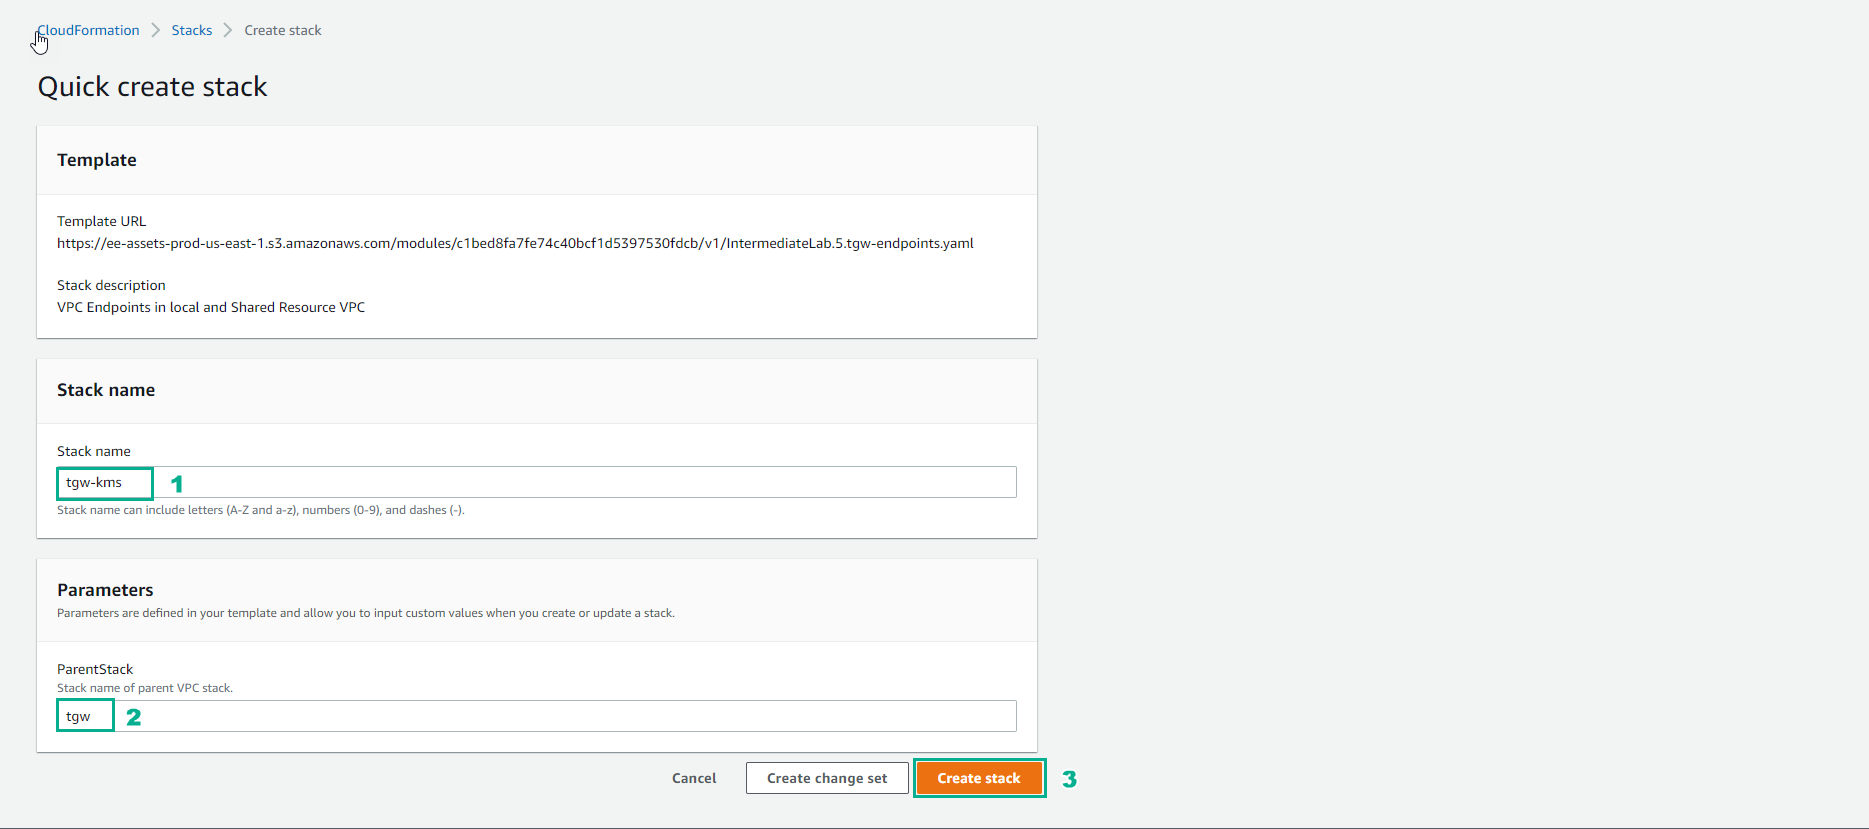 CloudFormation > Stacks > Create stack
Quick create stack
Template
Template URL
https://ee-assets-prod-us-east-1.s3.amazonaws.com/modules/c1bed8fa7fe74c40bcf1d5397530fdcb/v1/IntermediateLab.5.tgw-endpoints.yaml
Stack description
VPC Endpoints in local and Shared Resource VPC
Stack name
Stack name
tgw-kms 1
Stack name can include letters (A-Z and a-z), numbers (0-9), and dashes (-).
Parameters
Parameters are defined in your template and allow you to input custom values when you create or update a stack.
ParentStack
Stack name of parent VPC stack.
tgw 2
Cancel Create change set Create stack 3